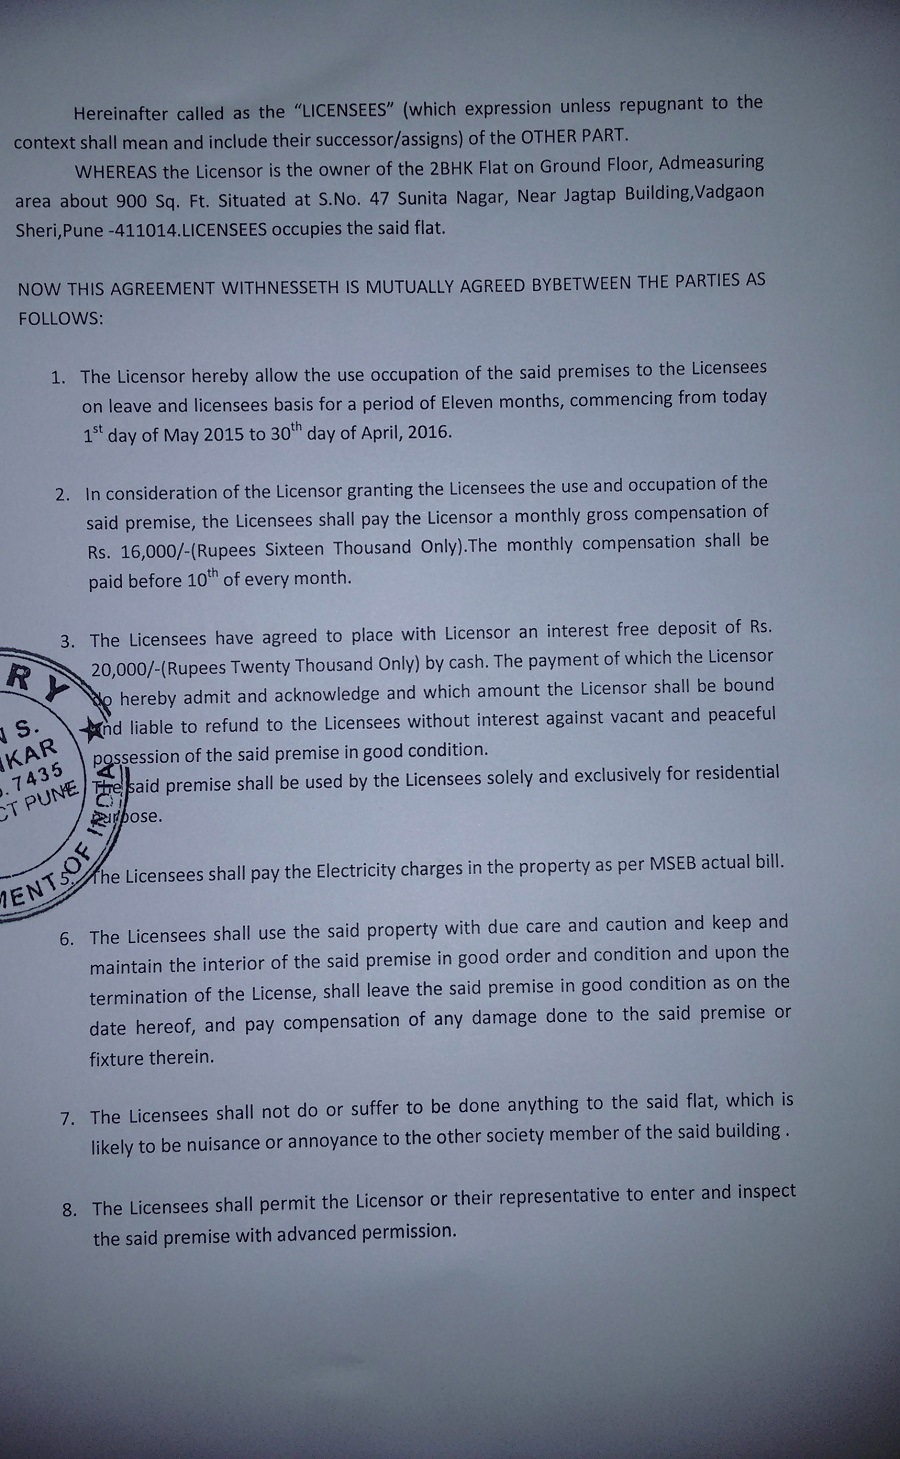 Hereinafter called as the “LICENSEES” (which expression unless repugnant to the
context shall mean and include their successor/assigns) of the OTHER PART.
WHEREAS the Licensor is the owner of the 2BHK Flat on Ground Floor, Admeasuring
area about 900 Sq. Ft. Situated at S.No. 47 Sunita Nagar, Near Jagtap Building,Vadgaon
Sheri,Pune -411014.LICENSEES occupies the said flat.
NOW THIS AGREEMENT WITHNESSETH IS MUTUALLY AGREED BYBETWEEN THE PARTIES AS
FOLLOWS:
1. The Licensor hereby allow the use occupation of the said premises to the Licensees
on leave and licensees basis for a period of Eleven months, commencing from today
1st day of May 2015 to 30th day of April, 2016.
2. In consideration of the Licensor granting the Licensees the use and occupation of the
said premise, the Licensees shall pay the Licensor a monthly gross compensation of
Rs. 16,000/-(Rupees Sixteen Thousand Only).The monthly compensation shall be
paid before 10th of every month.
3. The Licensees have agreed to place with Licensor an interest free deposit of Rs.
20,000/-(Rupees Twenty Thousand Only) by cash. The payment of which the Licensor
do hereby admit and acknowledge and which amount the Licensor shall be bound
and liable to refund to the Licensees without interest against vacant and peaceful
possession of the said premise in good condition.
The said premise shall be used by the Licensees solely and exclusively for residential
purpose.
The Licensees shall pay the Electricity charges in the property as per MSEB actual bill.
6. The Licensees shall use the said property with due care and caution and keep and
maintain the interior of the said premise in good order and condition and upon the
termination of the License, shall leave the said premise in good condition as on the
date hereof, and pay compensation of any damage done to the said premise or
fixture therein.
7. The Licensees shall not do or suffer to be done anything to the said flat, which is
likely to be nuisance or annoyance to the other society member of the said building .
8. The Licensees shall permit the Licensor or their representative to enter and inspect
the said premise with advanced permission.
RY
S.
KAR
. 7435
CT PUNE
MENT OF INDIA